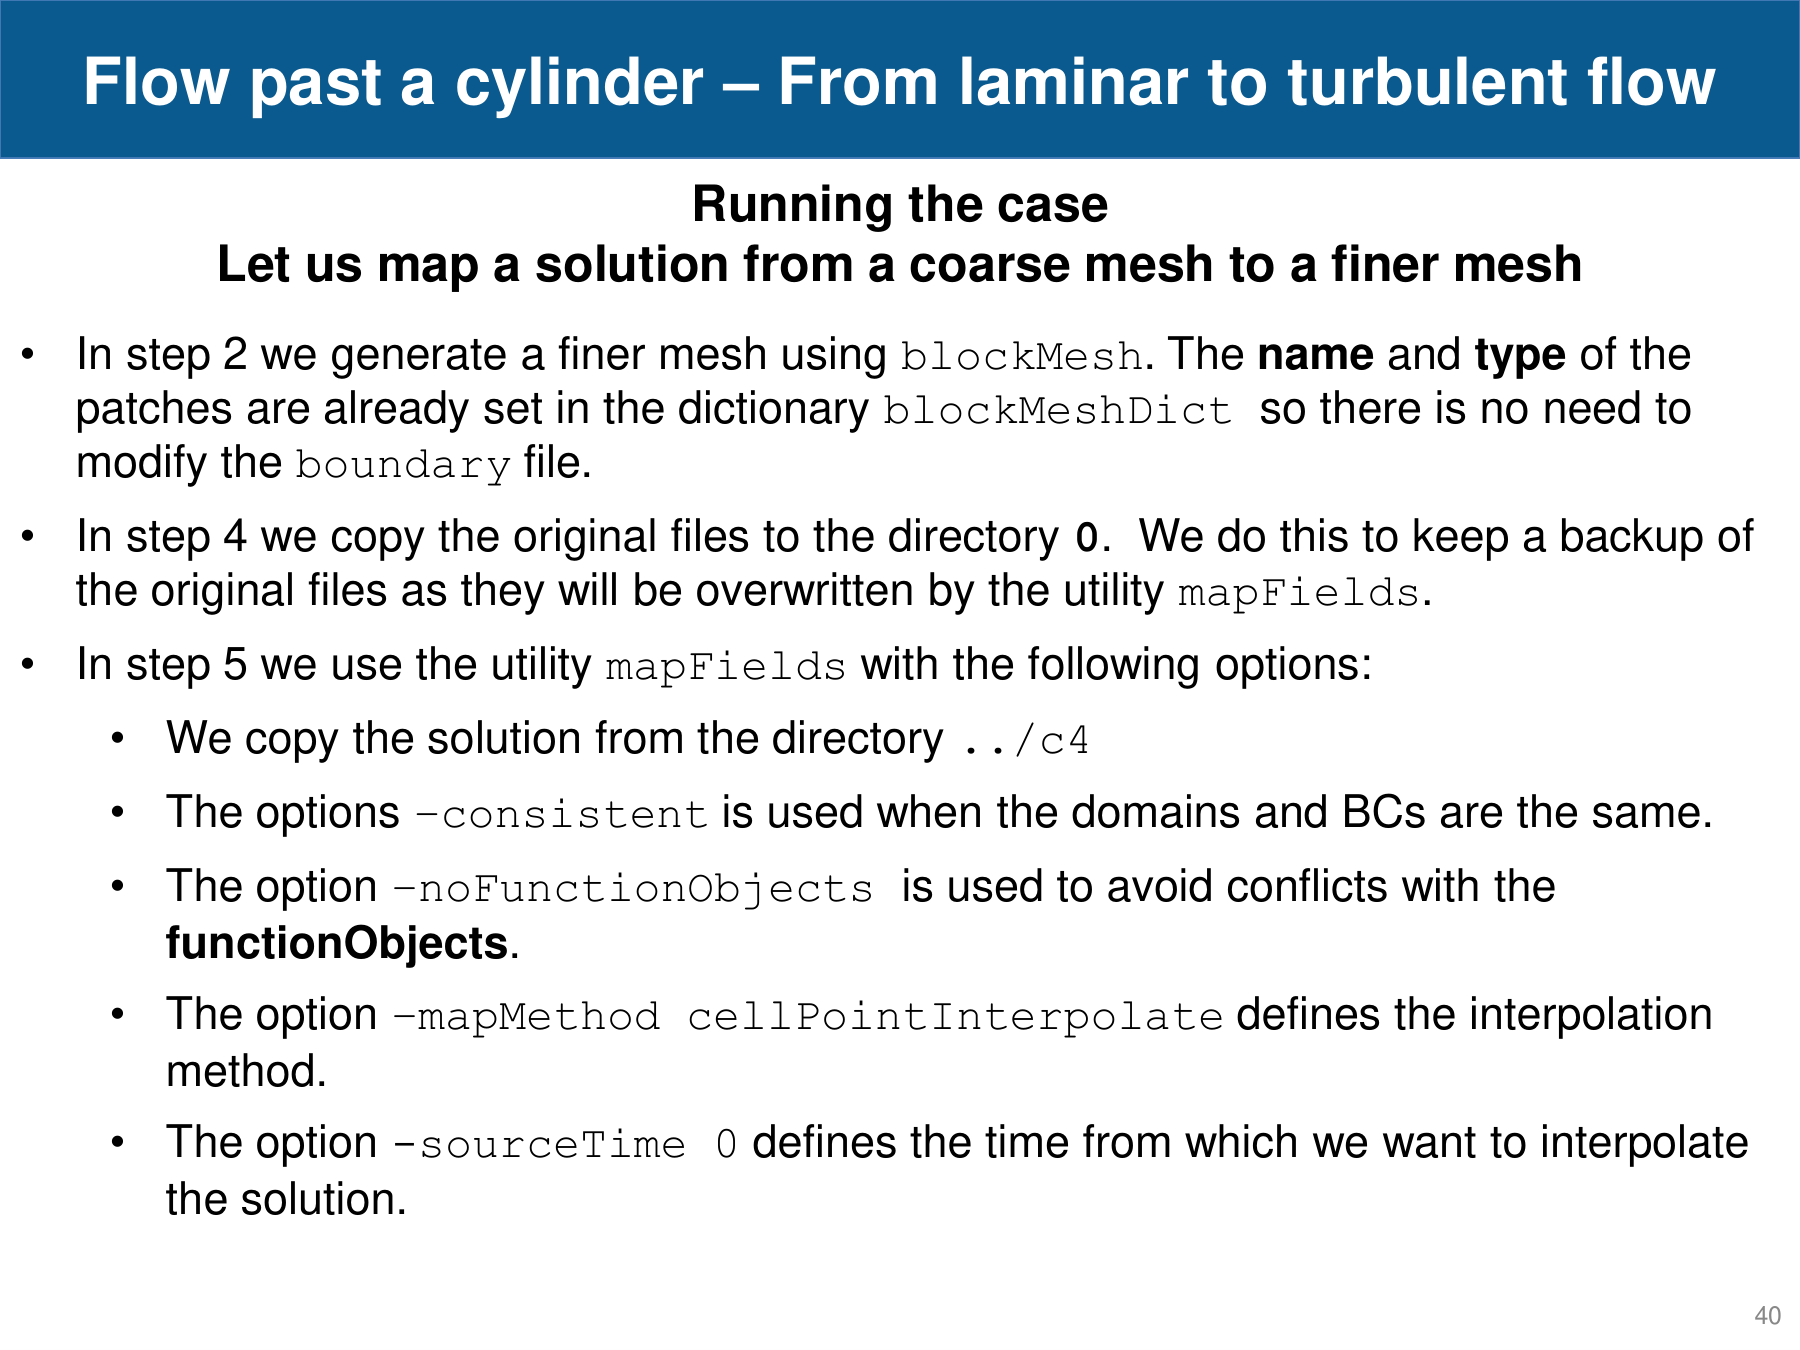 Flow past a cylinder – From laminar to turbulent flow
Running the case
Let us map a solution from a coarse mesh to a finer mesh
• In step 2 we generate a finer mesh using blockMesh. The name and type of the
patches are already set in the dictionary blockMeshDict so there is no need to
modify the boundary file.
• In step 4 we copy the original files to the directory 0. We do this to keep a backup of
the original files as they will be overwritten by the utility mapFields.
• In step 5 we use the utility mapFields with the following options:
• We copy the solution from the directory ../c4
• The options –consistent is used when the domains and BCs are the same.
• The option –noFunctionObjects is used to avoid conflicts with the
functionObjects.
• The option –mapMethod cellPointInterpolate defines the interpolation
method.
• The option -sourceTime 0 defines the time from which we want to interpolate
the solution.
40